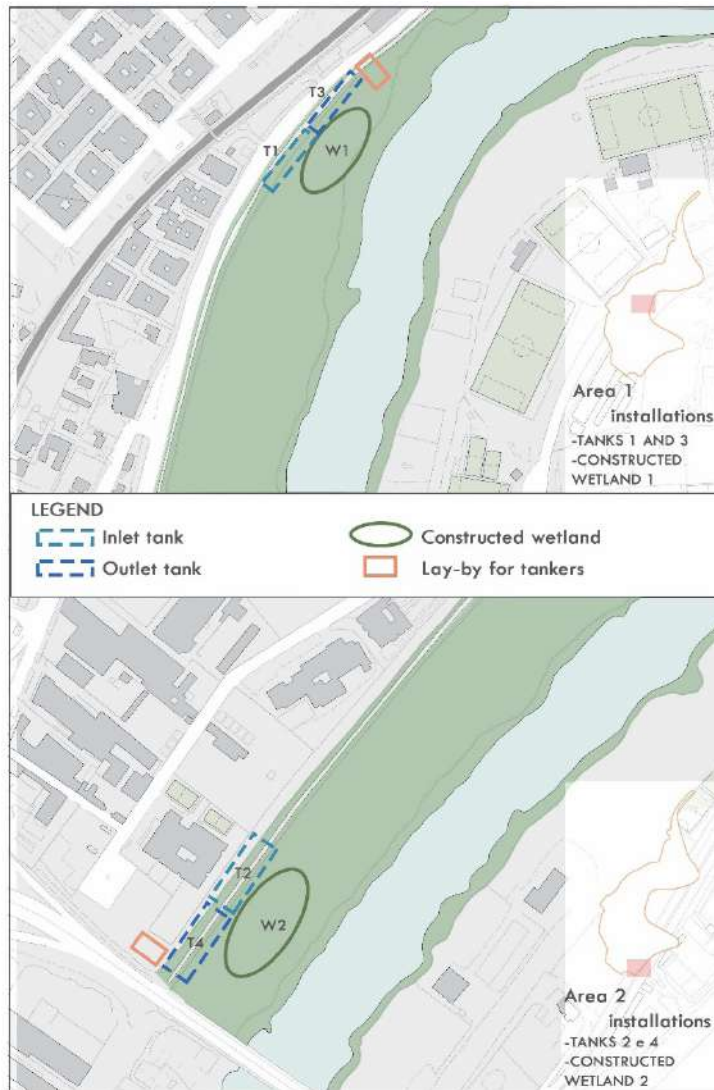 T3
T1
W1
Area 1
installations
-TANKS 1 AND 3
-CONSTRUCTED
WETLAND 1
LEGEND
Inlet tank
Constructed wetland
Outlet tank
Lay-by for tankers
T2
W2
T4
Area 2
installations
-TANKS 2 e 4
-CONSTRUCTED
WETLAND 2